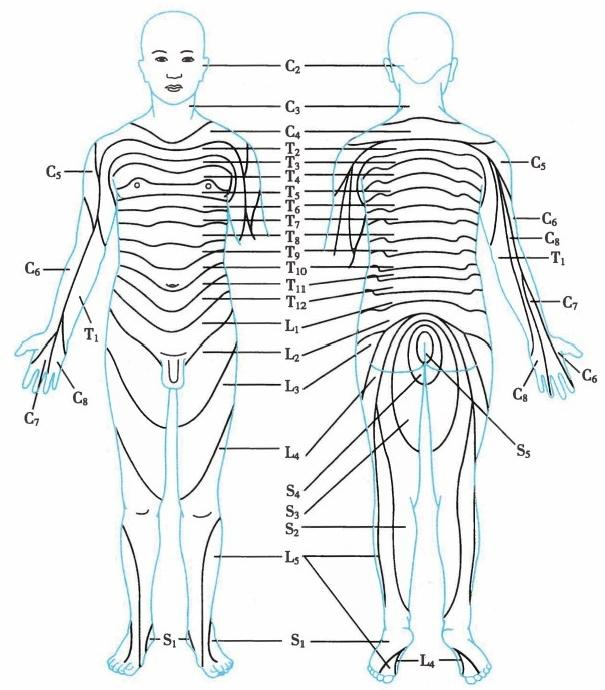 C₂
C₃
C₄
T₂
T₃
C₅
C₅
T₄
T₅
T₆
T₇
C₆
T₈
C₈
T₉
T₁
C₆
T₁₀
T₁₁
T₁₂
C₇
L₁
T₁
L₂
L₃
C₆
C₈
C₈
C₇
L₄
S₅
S₄
S₃
S₂
L₅
S₁
S₁
L₄